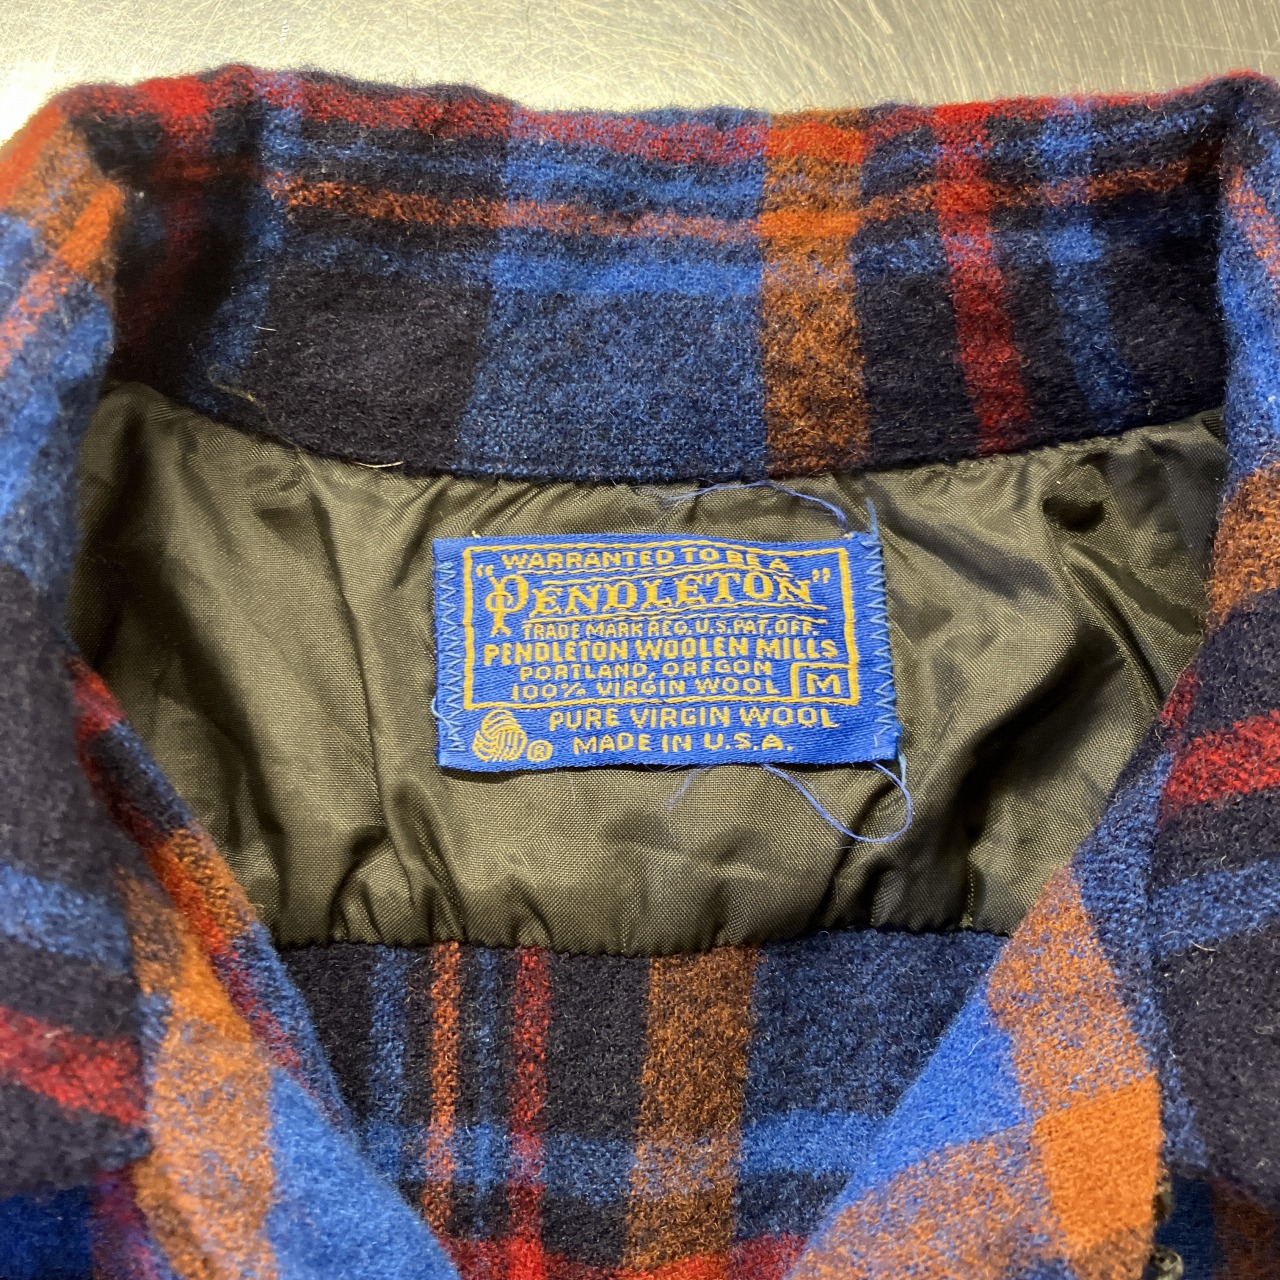 WARRANTED TO BE A
"PENDLETON"
TRADE MARK REG. U.S. PAT. OFF.
PENDLETON WOOLEN MILLS
PORTLAND, OREGON
100% VIRGIN WOOL M
PURE VIRGIN WOOL
® MADE IN U.S.A.